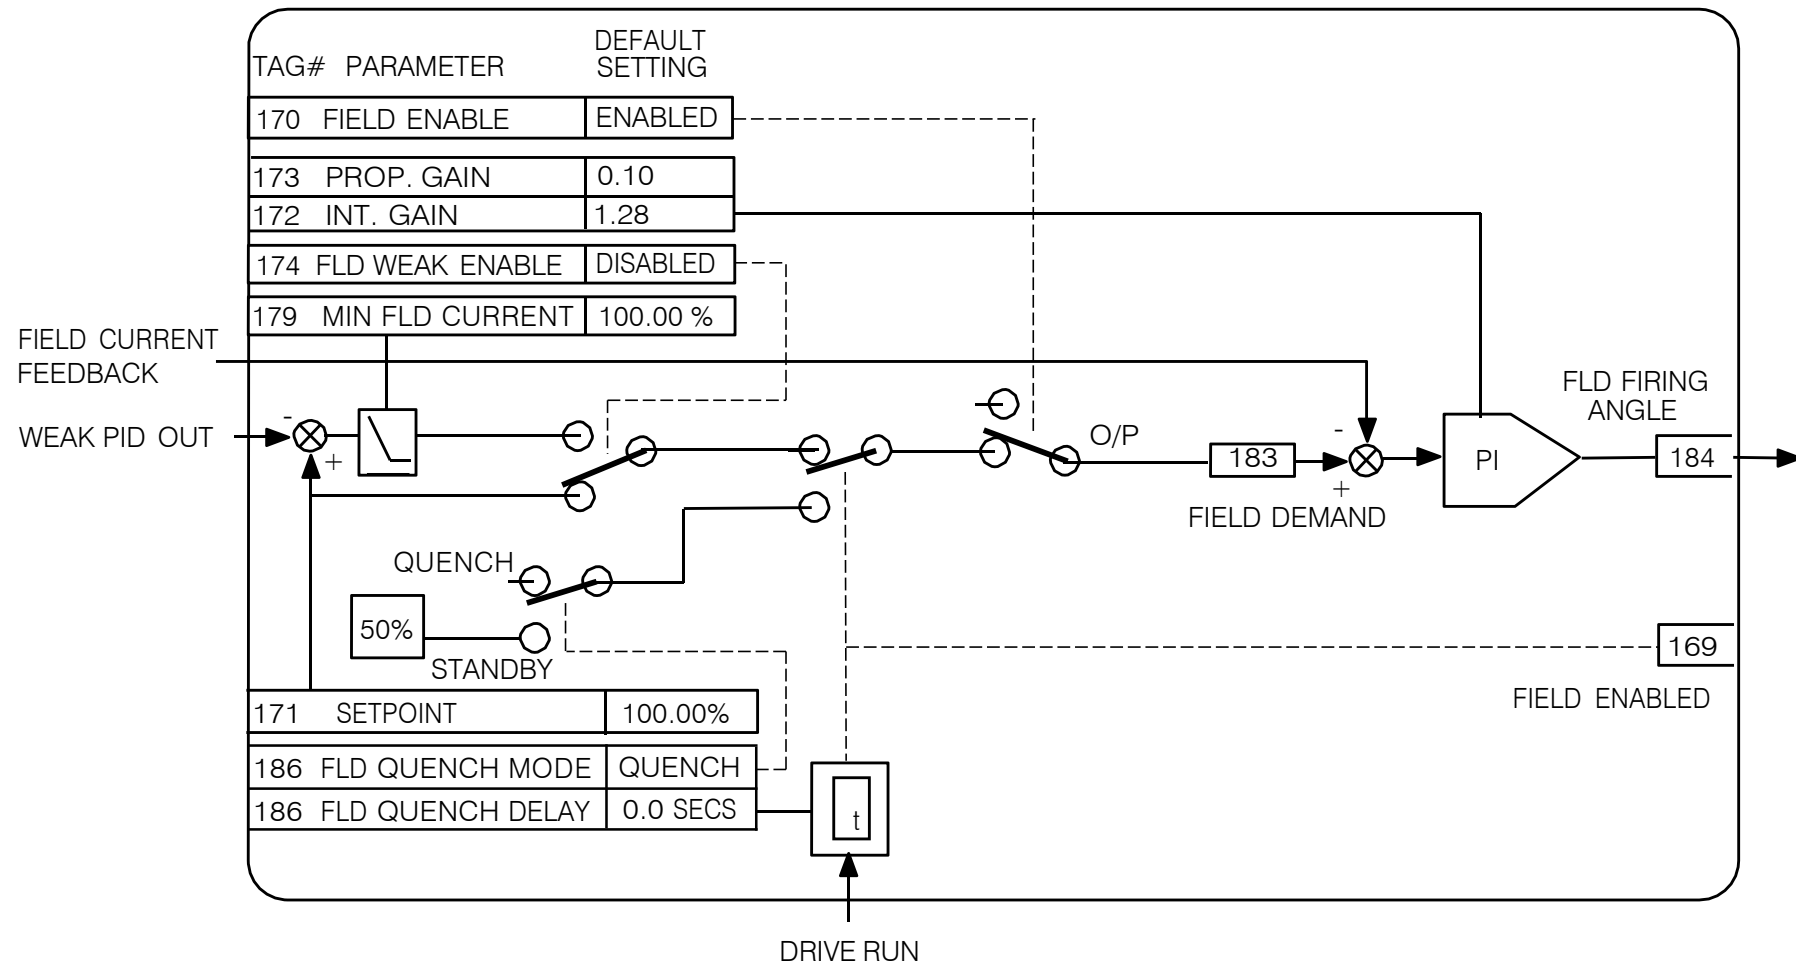 DEFAULT
TAG# PARAMETER SETTING
170 FIELD ENABLE ENABLED
173 PROP. GAIN 0.10
172 INT. GAIN 1.28
174 FLD WEAK ENABLE DISABLED
179 MIN FLD CURRENT 100.00 %
FIELD CURRENT
FEEDBACK
FLD FIRING
ANGLE
-
WEAK PID OUT
+
O/P
-
183
+
FIELD DEMAND
PI
184
QUENCH
50%
STANDBY
169
FIELD ENABLED
171 SETPOINT 100.00%
186 FLD QUENCH MODE QUENCH
186 FLD QUENCH DELAY 0.0 SECS
t
DRIVE RUN